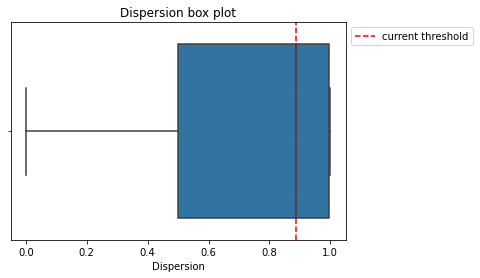 Dispersion box plot
current threshold
0.0 0.2 0.4 0.6 0.8 1.0
Dispersion